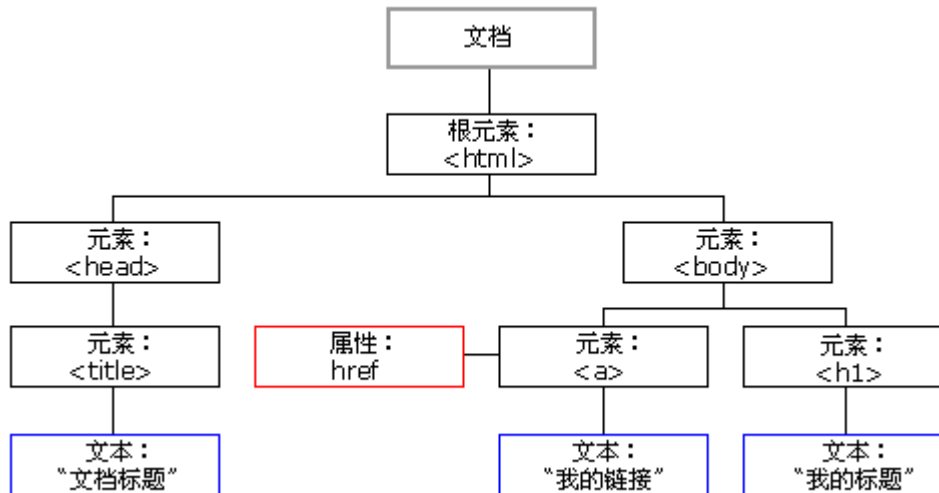 文档
根元素：
<html>
元素：
<head>
元素：
<body>
元素：
<title>
属性：
href
元素：
<a>
元素：
<h1>
文本：
“文档标题”
文本：
“我的链接”
文本：
“我的标题”